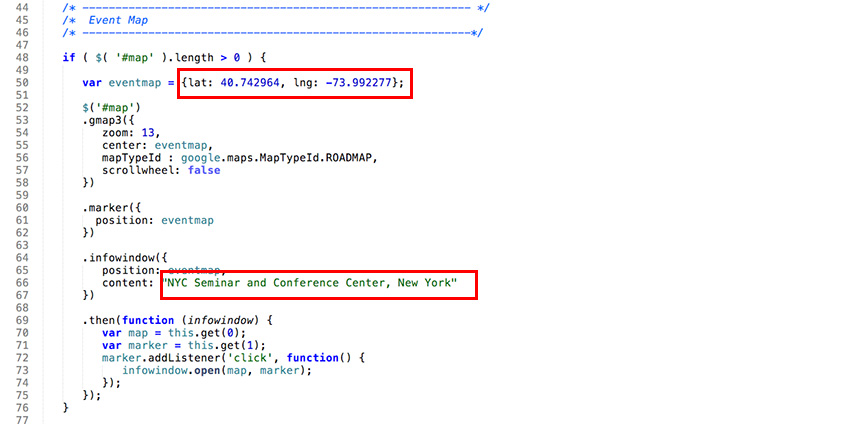 44 /* ----------------------------------------------------------- */
45 /*  Event Map
46 /* -----------------------------------------------------------*/
47
48 if ( $( '#map' ).length > 0 ) {
49
50 var eventmap = {lat: 40.742964, lng: -73.992277};
51
52 $('#map')
53 .gmap3({
54 zoom: 13,
55 center: eventmap,
56 mapTypeId : google.maps.MapTypeId.ROADMAP,
57 scrollwheel: false
58 })
59
60 .marker({
61 position: eventmap
62 })
63
64 .infowindow({
65 position: eventmap,
66 content: "NYC Seminar and Conference Center, New York"
67 })
68
69 .then(function (infowindow) {
70 var map = this.get(0);
71 var marker = this.get(1);
72 marker.addListener('click', function() {
73 infowindow.open(map, marker);
74 });
75 });
76 }
77